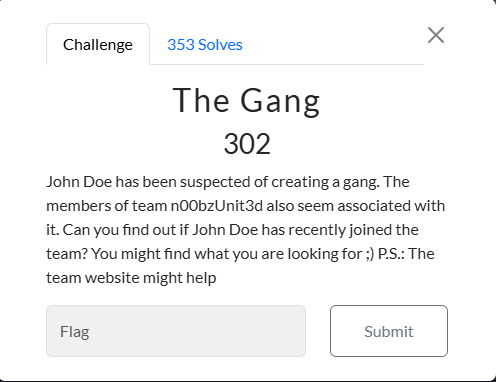 Challenge
353 Solves
The Gang
302
John Doe has been suspected of creating a gang. The
members of team n00bzUnit3d also seem associated with
it. Can you find out if John Doe has recently joined the
team? You might find what you are looking for ;) P.S.: The
team website might help
Flag
Submit